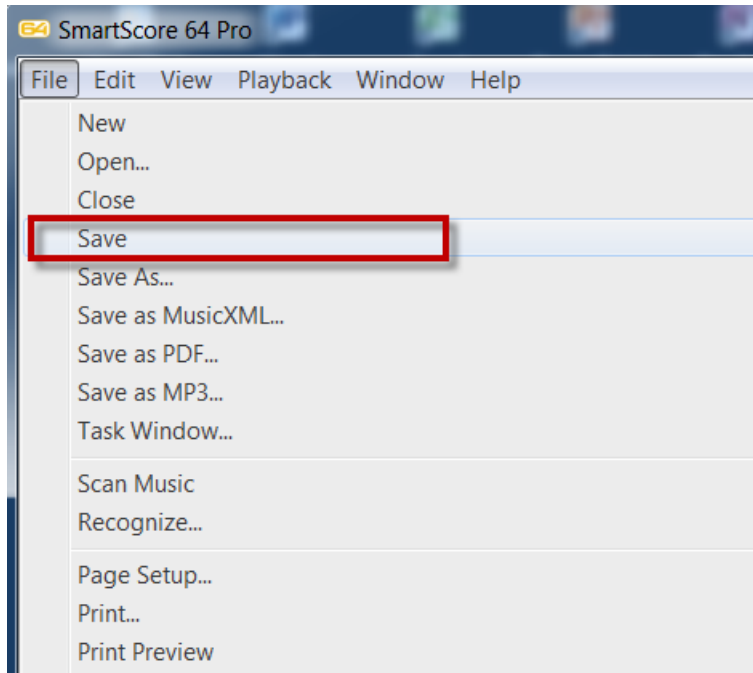 64 SmartScore 64 Pro
File Edit View Playback Window Help
New
Open...
Close
Save
Save As...
Save as MusicXML...
Save as PDF...
Save as MP3...
Task Window...
Scan Music
Recognize...
Page Setup...
Print...
Print Preview